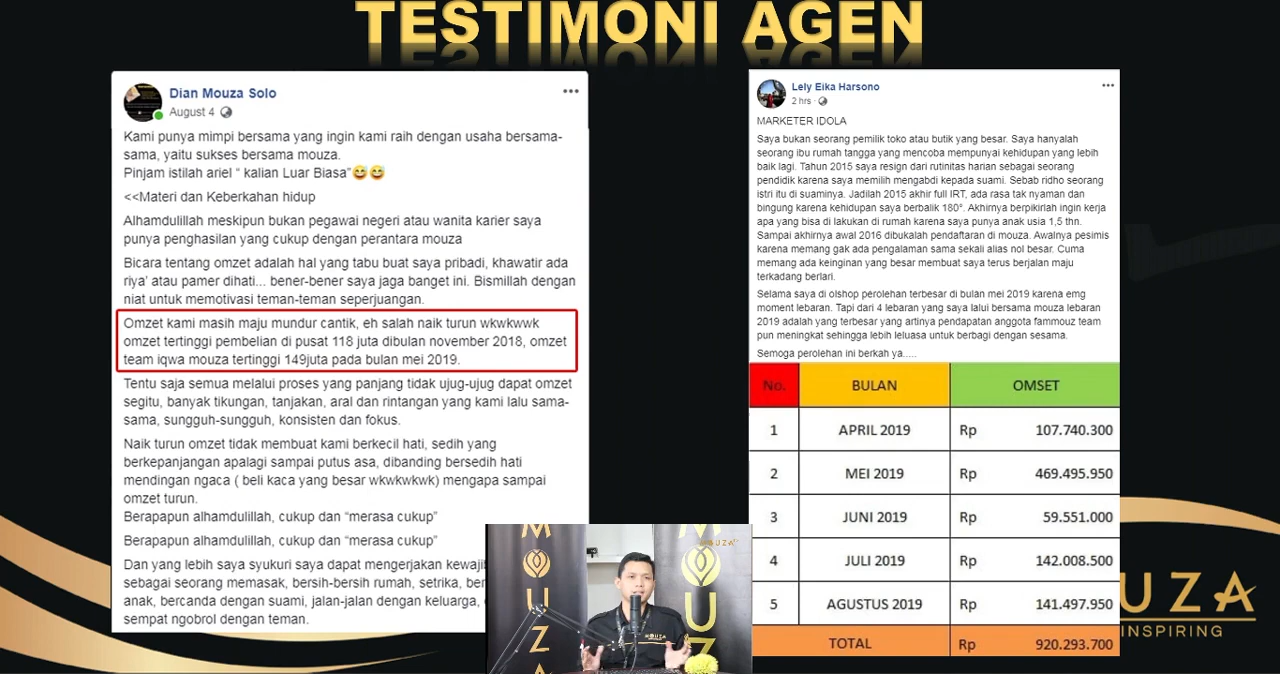 TESTIMONI AGEN
Dian Mouza Solo
August 4
Kami punya mimpi bersama yang ingin kami raih dengan usaha bersama-
sama, yaitu sukses bersama mouza.
Pinjam istilah ariel “ kalian Luar Biasa”😅😅
<<Materi dan Keberkahan hidup
Alhamdulillah meskipun bukan pegawai negeri atau wanita karier saya
punya penghasilan yang cukup dengan perantara mouza
Bicara tentang omzet adalah hal yang tabu buat saya pribadi, khawatir ada
riya’ atau pamer dihati... bener-bener saya jaga banget ini. Bismillah dengan
niat untuk memotivasi teman-teman seperjuangan.
Omzet kami masih maju mundur cantik, eh salah naik turun wkwkwwk
omzet tertinggi pembelian di pusat 118 juta dibulan november 2018, omzet
team iqwa mouza tertinggi 149juta pada bulan mei 2019.
Tentu saja semua melalui proses yang panjang tidak ujug-ujug dapat omzet
segitu, banyak tikungan, tanjakan, aral dan rintangan yang kami lalu sama-
sama, sungguh-sungguh, konsisten dan fokus.
Naik turun omzet tidak membuat kami berkecil hati, sedih yang
berkepanjangan apalagi sampai putus asa, dibanding bersedih hati
mendingan ngaca ( beli kaca yang besar wkwkwkwk) mengapa sampai
omzet turun.
Berapapun alhamdulillah, cukup dan “merasa cukup”
Berapapun alhamdulillah, cukup dan “merasa cukup”
Dan yang lebih saya syukuri saya dapat mengerjakan
sebagai seorang memasak, bersih-bersih rumah, setrika,
anak, bercanda dengan suami, jalan-jalan dengan keluarga,
sempat ngobrol dengan teman.
Lely Eika Harsono
2 hrs
MARKETER IDOLA
Saya bukan seorang pemilik toko atau butik yang besar. Saya hanyalah
seorang ibu rumah tangga yang mencoba mempunyai kehidupan yang lebih
baik lagi. Tahun 2015 saya resign dari rutinitas harian sebagai seorang
pendidik karena saya memilih mengabdi kepada suami. Sebab ridho seorang
istri itu di suaminya. Jadilah 2015 akhir full IRT, ada rasa tak nyaman dan
bingung karena kehidupan saya berbalik 180°. Akhirnya berpikirlah ingin kerja
apa yang bisa di lakukan di rumah karena saya punya anak usia 1,5 thn.
Sampai akhirnya awal 2016 dibukalah pendaftaran di mouza. Awalnya pesimis
karena memang gak ada pengalaman sama sekali alias nol besar. Cuma
memang ada keinginan yang besar membuat saya terus berjalan maju
terkadang berlari.
Selama saya di olshop perolehan terbesar di bulan mei 2019 karena emg
moment lebaran. Tapi dari 4 lebaran yang saya lalui bersama mouza lebaran
2019 adalah yang terbesar yang artinya pendapatan anggota fammouz team
pun meningkat sehingga lebih leluasa untuk berbagi dengan sesama.
Semoga perolehan ini berkah ya.....
No. BULAN OMSET
1 APRIL 2019 Rp 107.740.300
2 MEI 2019 Rp 469.495.950
3 JUNI 2019 Rp 59.551.000
4 JULI 2019 Rp 142.008.500
5 AGUSTUS 2019 Rp 141.497.950
TOTAL Rp 920.293.700
MOUZA
MOUZ
MOUZA
UZA
INSPIRING